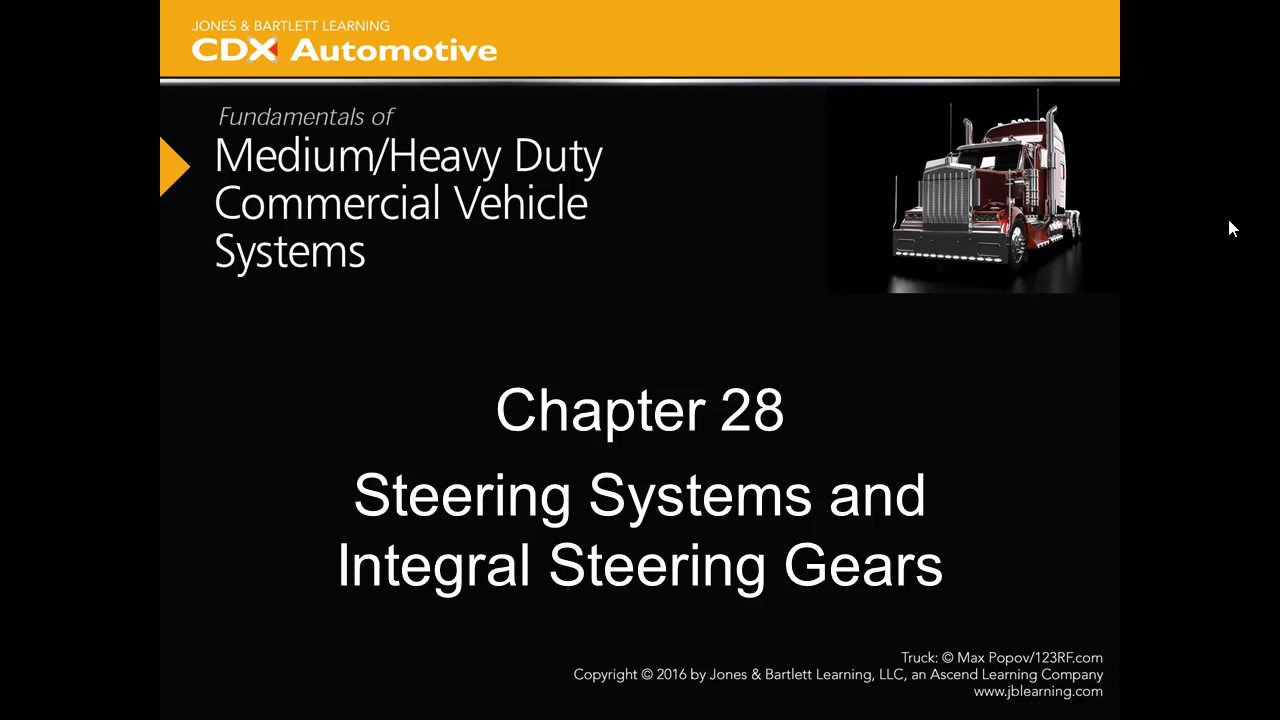 JONES & BARTLETT LEARNING
CDX Automotive
Fundamentals of
Medium/Heavy Duty
Commercial Vehicle
Systems
Chapter 28
Steering Systems and
Integral Steering Gears
Truck: © Max Popov/123RF.com
Copyright © 2016 by Jones & Bartlett Learning, LLC, an Ascend Learning Company
www.jblearning.com